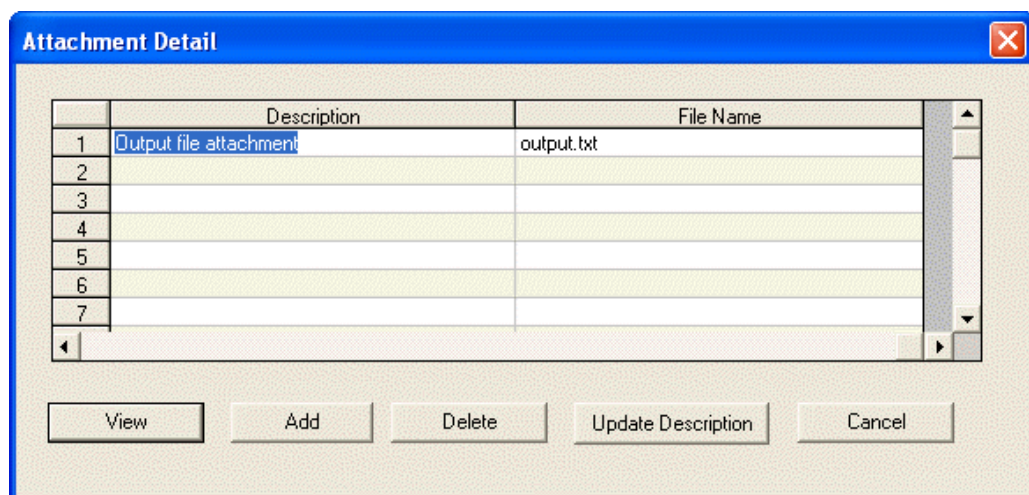 Attachment Detail
Description File Name
1 Output file attachment output.txt
2
3
4
5
6
7
View Add Delete Update Description Cancel